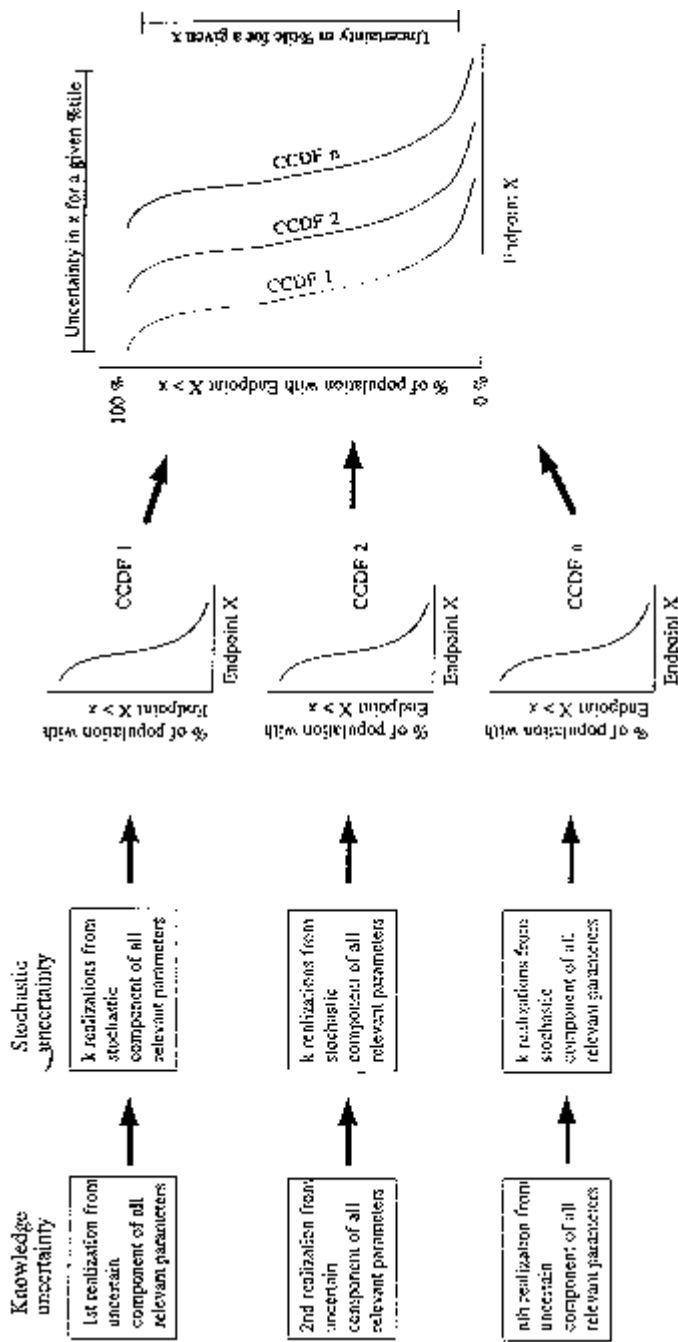 Knowledge
uncertainty
Stochastic
uncertainty
1st realization from
uncertain
component of all
relevant parameters
k realizations from
stochastic
component of all
relevant parameters
% of population with
Endpoint X > x
Endpoint X
CCDF 1
2nd realization from
uncertain
component of all
relevant parameters
k realizations from
stochastic
component of all
relevant parameters
% of population with
Endpoint X > x
Endpoint X
CCDF 2
nth realization from
uncertain
component of all
relevant parameters
k realizations from
stochastic
component of all
relevant parameters
% of population with
Endpoint X > x
Endpoint X
CCDF n
Uncertainty in x for a given %tile
100 %
% of population with Endpoint X > x
0 %
CCDF 1
CCDF 2
CCDF n
Endpoint X
Uncertainty in %tile for a given x